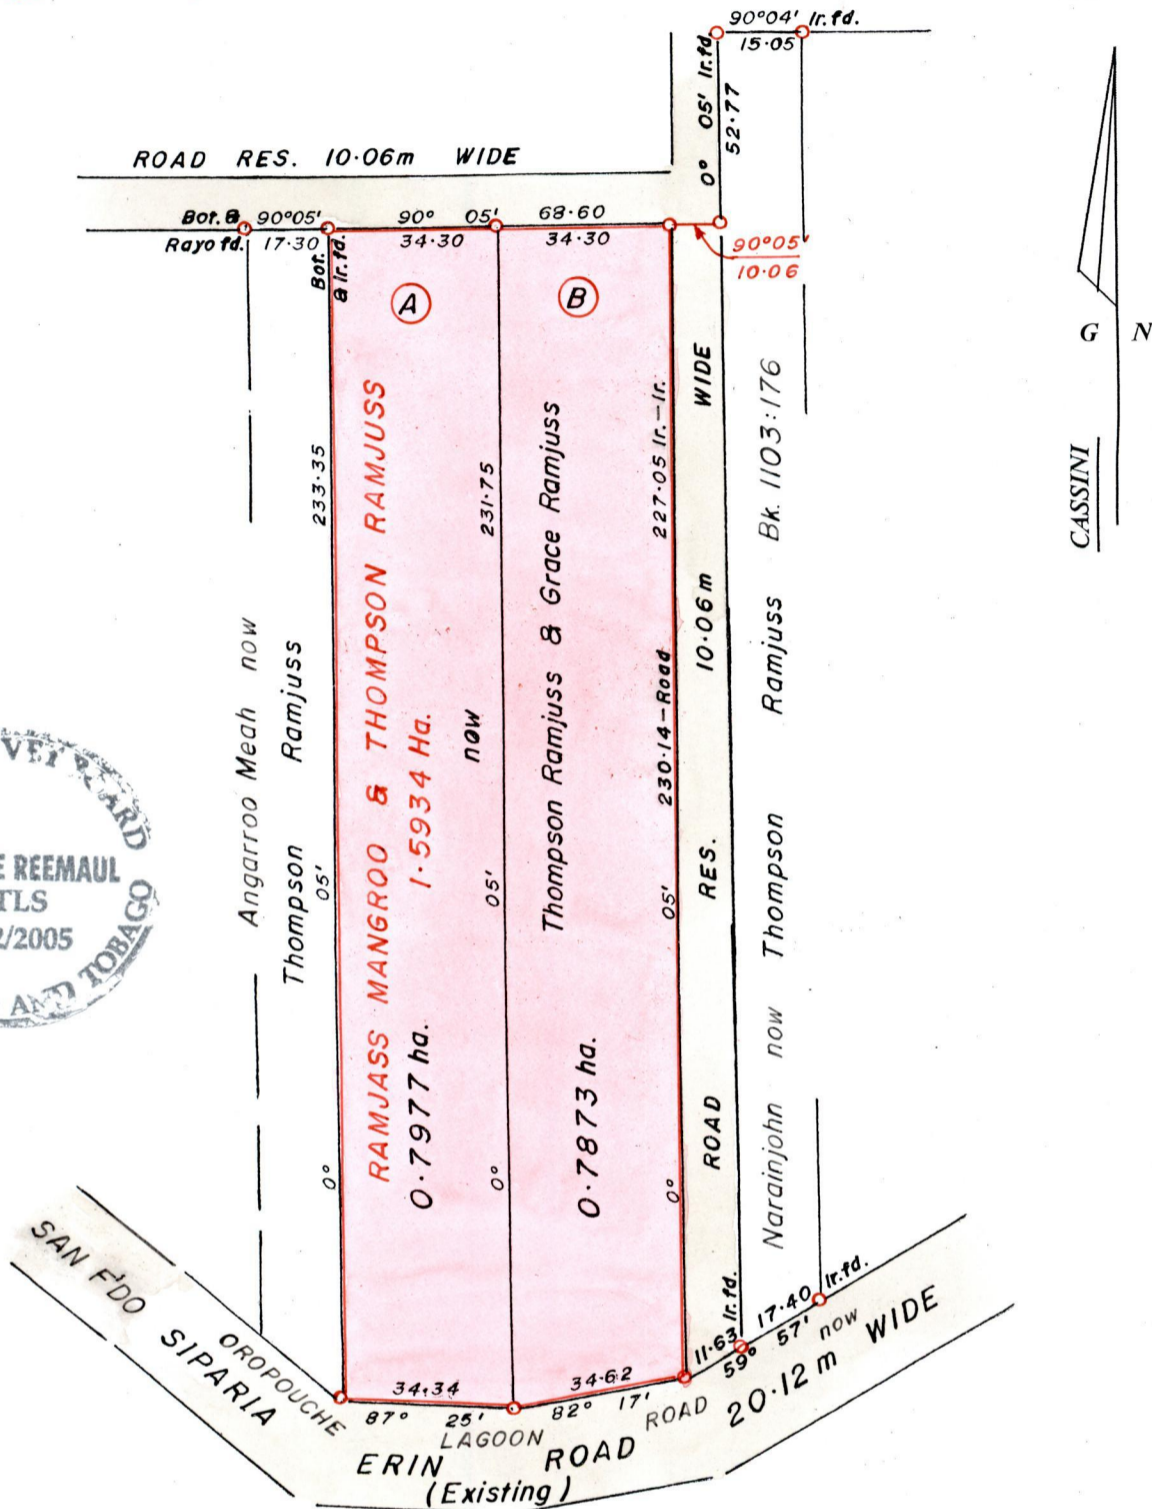 90°04' Ir.fd.
15.05
0° 05' Ir.fd
52.77
ROAD RES. 10.06m WIDE
Bot. & 90°05' 90° 05' 68.60
Rayo fd. 17.30 34.30 34.30
90°05'
10.06
Bot. & Ir.fd.
A
B
G N
CASSINI
233.35
05'
0°
231.75
05'
0°
227.05 Ir.-Ir.
230.14-Road
05'
0°
Angarroo Meah now
Thompson Ramjuss
RAMJASS MANGROO & THOMPSON RAMJUSS
1.5934 Ha.
now
0.7977 ha.
Thompson Ramjuss & Grace Ramjuss
0.7873 ha.
ROAD RES. 10.06m WIDE
Narainjohn now Thompson Ramjuss Bk. 1103:176
REEMAUL
TLS
/2005
AND TOBAGO
Ir.fd.
11.63
17.40 Ir.fd.
59° 57' now
34.34
87° 25'
34.62
82° 17'
SAN F'DO SIPARIA ERIN ROAD 20.12 m WIDE
OROPOUCHE LAGOON ROAD
(Existing)